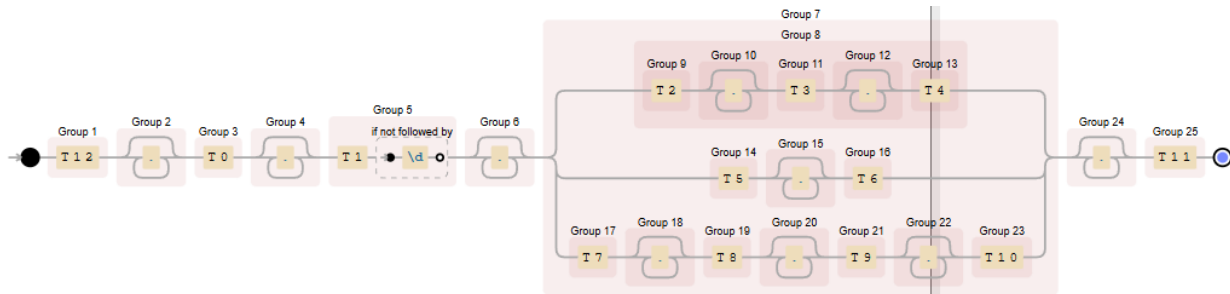 Group 7
Group 8
Group 9 Group 10 Group 11 Group 12 Group 13
T 2 . T 3 . T 4
Group 1 Group 2 Group 3 Group 4 Group 5 Group 6 Group 24 Group 25
if not followed by
T 1 2 . T 0 . T 1 \d . . T 1 1
Group 14 Group 15 Group 16
T 5 . T 6
Group 17 Group 18 Group 19 Group 20 Group 21 Group 22 Group 23
T 7 . T 8 . T 9 . T 1 0